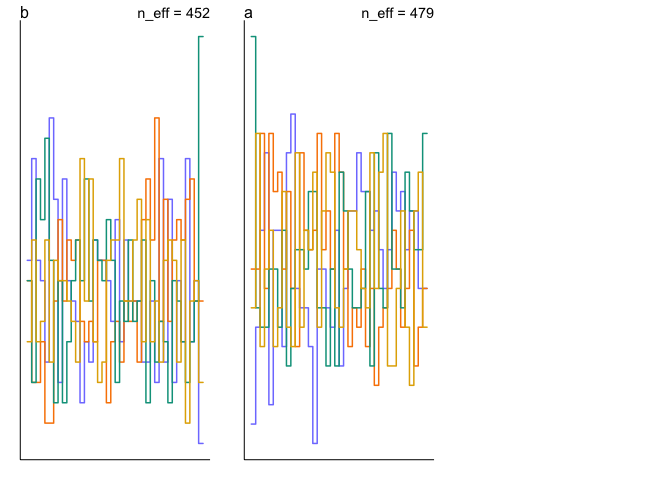 b n_eff = 452
a n_eff = 479